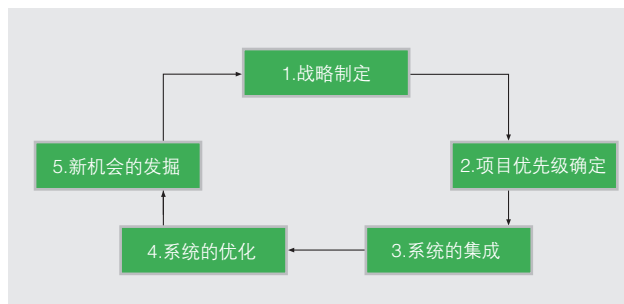 1.战略制定
2.项目优先级确定
3.系统的集成
4.系统的优化
5.新机会的发掘